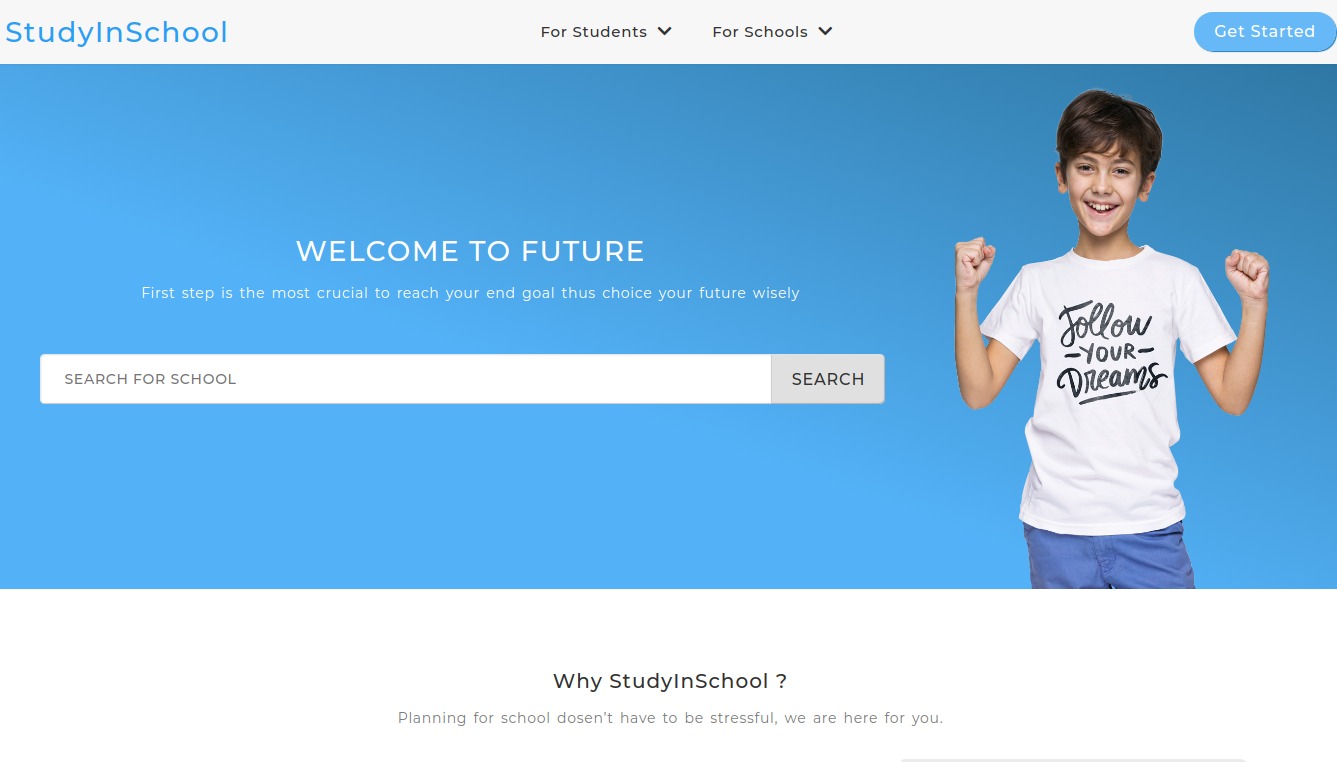 StudyInSchool
For Students
For Schools
Get Started
WELCOME TO FUTURE
First step is the most crucial to reach your end goal thus choice your future wisely
SEARCH FOR SCHOOL
SEARCH
Follow
YOUR
Dreams
Why StudyInSchool ?
Planning for school dosen't have to be stressful, we are here for you.